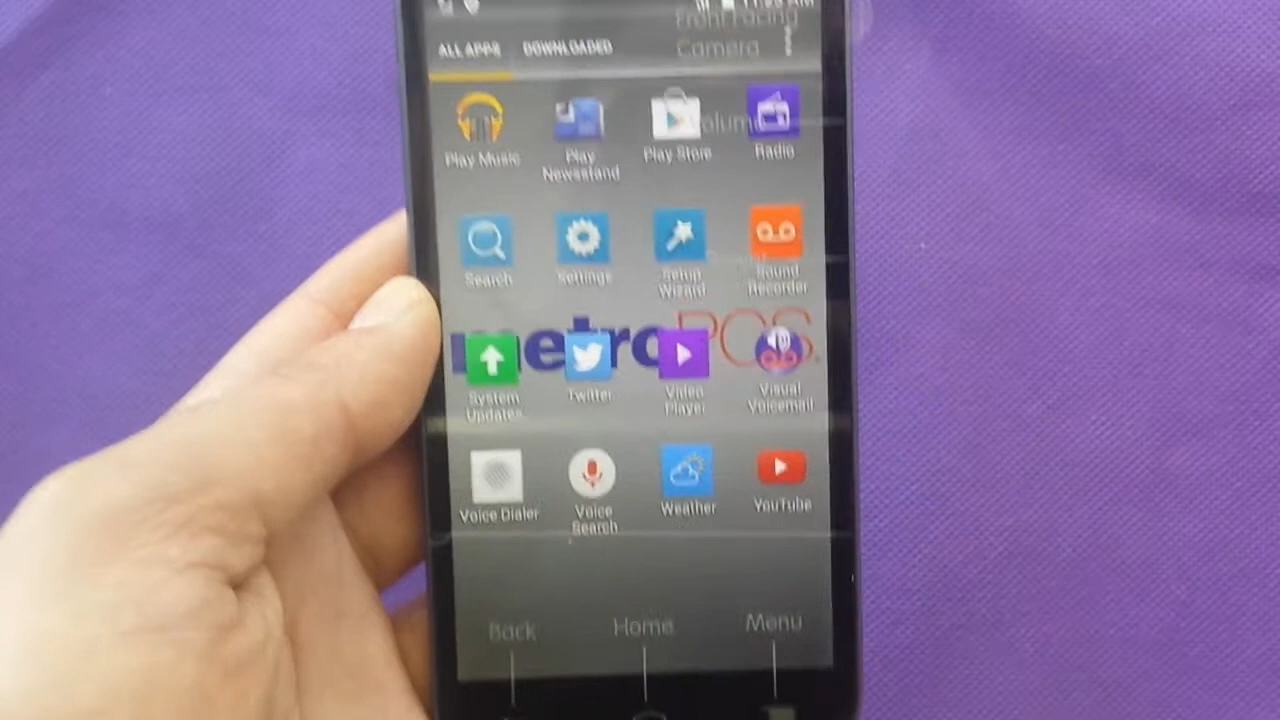 Front Facing
Camera
ALL APPS DOWNLOADED
Volume
Play Music
Play
Newsstand
Play Store
Radio
Search
Settings
Setup
Wizard
Sound
Recorder
metroPCS.
System
Updates
Twitter
Video
Player
Visual
Voicemail
Voice Dialer
Voice
Search
Weather
YouTube
Back Home Menu